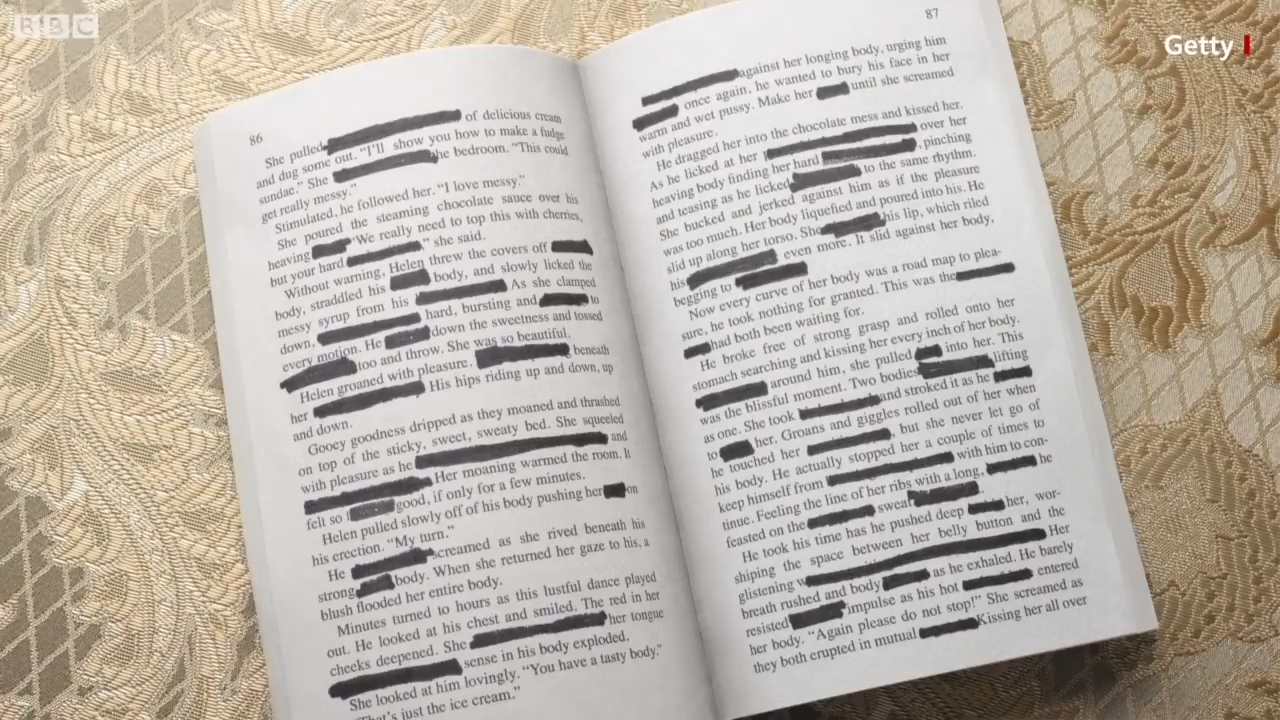 BBC
Getty
86
She pulled of delicious cream
and dug some out. “I’ll show you how to make a fudge
sundae.” She he bedroom. “This could
get really messy.”
Stimulated, he followed her. “I love messy.”
She poured the steaming chocolate sauce over his
heaving “We really need to top this with cherries,
but your hard ” she said.
Without warning, Helen threw the covers off
body, straddled his body, and slowly licked the
messy syrup from his As she clamped
down, hard, bursting and to
every motion. He down the sweetness and tossed
too and throw. She was so beautiful.
Helen groaned with pleasure. beneath
her His hips riding up and down, up
and down.
Gooey goodness dripped as they moaned and thrashed
on top of the sticky, sweet, sweaty bed. She squeeled
with pleasure as he and
Her moaning warmed the room. It
felt so good, if only for a few minutes.
Helen pulled slowly off of his body pushing her on
his erection. “My turn.”
He screamed as she rived beneath his
strong body. When she returned her gaze to his, a
blush flooded her entire body.
Minutes turned to hours as this lustful dance played
out. He looked at his chest and smiled. The red in her
cheeks deepened. She her tongue
sense in his body exploded.
She looked at him lovingly. “You have a tasty body.”
“That’s just the ice cream.”
87
against her longing body, urging him
once again, he wanted to bury his face in her
warm and wet pussy. Make her until she screamed
with pleasure.
He dragged her into the chocolate mess and kissed her.
As he licked at her over her
heaving body finding her hard , pinching
and teasing as he licked to the same rhythm.
She bucked and jerked against him as if the pleasure
was too much. Her body liquefied and poured into his. He
slid up along her torso. She his lip, which riled
his even more. It slid against her body,
begging to
Now every curve of her body was a road map to plea-
sure, he took nothing for granted. This was the
had both been waiting for.
He broke free of strong grasp and rolled onto her
stomach searching and kissing her every inch of her body.
around him, she pulled into her. This
was the blissful moment. Two bodies lifting
as one. She took and stroked it as he
to her. Groans and giggles rolled out of her when
he touched her , but she never let go of
his body. He actually stopped her a couple of times to
keep himself from with him to con-
tinue. Feeling the line of her ribs with a long, he
feasted on the sweat .
He took his time has he pushed deep her, wor-
shiping the space between her belly button and the
glistening w Her
breath rushed and body as he exhaled. He barely
resisted impulse as his hot entered
her body. “Again please do not stop!” She screamed as
they both erupted in mutual Kissing her all over